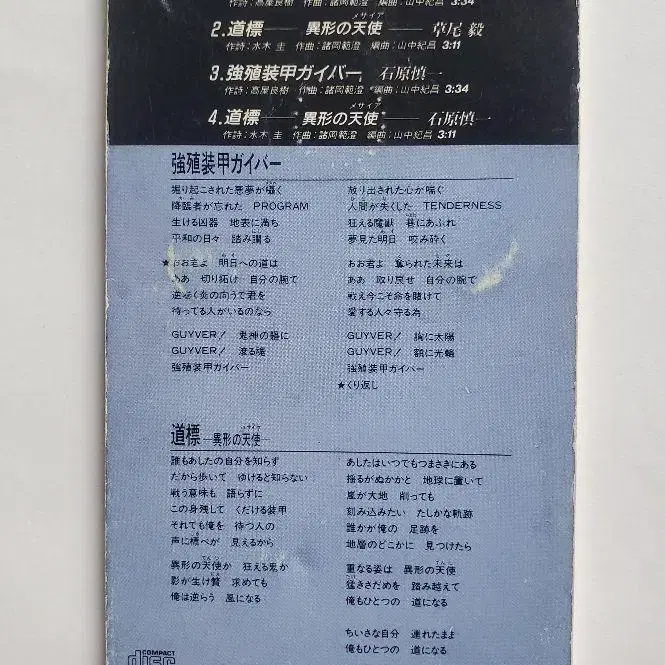 3:34
メサイア
2.道標── 異形の天使 ── 草尾 毅
作詩:水木 圭 作曲:諸岡範澄 編曲:山中紀昌 3:11
3.強殖装甲ガイバー 石原慎一
作詩:高屋良樹 作曲:諸岡範澄 編曲:山中紀昌 3:34
メサイア
4.道標── 異形の天使 ── 石原慎一
作詩:水木 圭 作曲:諸岡範澄 編曲:山中紀昌 3:11
強殖装甲ガイバー
掘り起こされた悪夢が囁く
降臨者が忘れた PROGRAM
生ける凶器 地表に満ち
平和の日々 踏み躙る
★おお君よ 明日への道は
ああ 切り拓け 自分の腕で
逆巻く炎の向うで君を
待ってる人がいるのなら
GUYVER! 鬼神の軀に
GUYVER! 滾る魂
強殖装甲ガイバー
放り出された心が喘ぐ
人間が失くした TENDERNESS
狂える魔獣 巷にあふれ
夢見た明日 咬み砕く
おお君よ 奪られた未来は
ああ 取り戻せ 自分の腕で
戦え今こそ命を賭けて
愛する人々守る為
GUYVER! 胸に太陽
GUYVER! 額に光輪
強殖装甲ガイバー
★くり返し
メサイア
道標─異形の天使─
誰もあしたの自分を知らず
だから歩いて ゆけると知らない
戦う意味も 語らずに
この身残して くだける装甲
それでも俺を 待つ人の
声に標べが 見えるから
異形の天使か 狂える鬼か
影が生け贄 求めても
俺は逆らう 風になる
あしたはいつでもつまさきにある
揺るがぬかかと 地球に置いて
嵐が大地 削っても
刻み込みたい たしかな軌跡
誰かが俺の 足跡を
地層のどこかに 見つけたら
重なる姿は 異形の天使
猛きさだめを 踏み越えて
俺もひとつの 道になる
ちいさな自分 連れたまま
俺もひとつの 道になる
COMPACT
disc